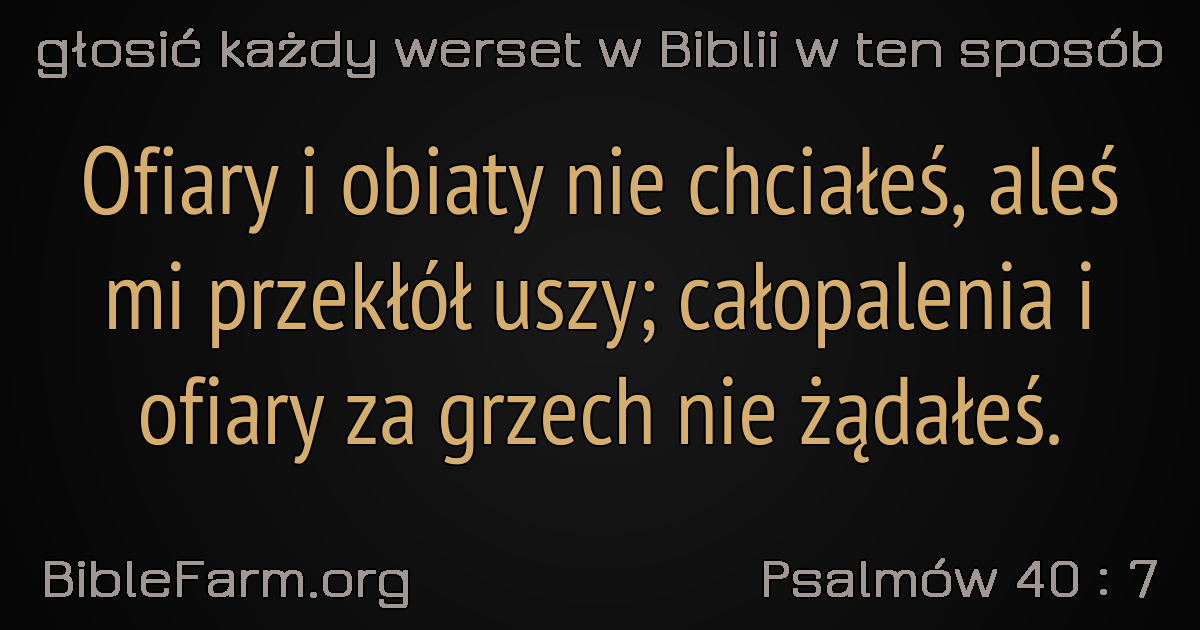 głosić każdy werset w Biblii w ten sposób
Ofiary i obiaty nie chciałeś, aleś
mi przekłół uszy; całopalenia i
ofiary za grzech nie żądałeś.
BibleFarm.org
Psalmów 40 : 7